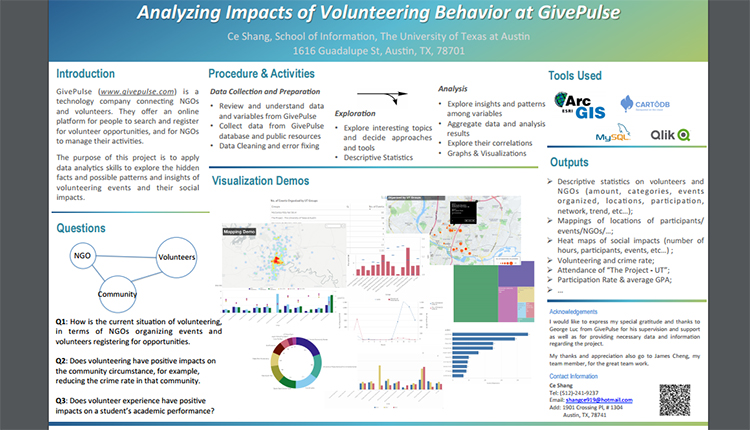 Analyzing Impacts of Volunteering Behavior at GivePulse
Ce Shang, School of Information, The University of Texas at Austin
1616 Guadalupe St, Austin, TX, 78701
Introduction
GivePulse (www.givepulse.com) is a
technology company connecting NGOs
and volunteers. They offer an online
platform for people to search and register
for volunteer opportunities, and for NGOs
to manage their activities.
The purpose of this project is to apply
data analytics skills to explore the hidden
facts and possible patterns and insights of
volunteering events and their social
impacts.
Questions
NGO
Volunteers
Community
Q1: How is the current situation of volunteering,
in terms of NGOs organizing events and
volunteers registering for opportunities.
Q2: Does volunteering have positive impacts on
the community circumstance, for example,
reducing the crime rate in that community.
Q3: Does volunteer experience have positive
impacts on a student's academic performance?
Procedure & Activities
Data Collection and Preparation
• Review and understand data
and variables from GivePulse
• Collect data from GivePulse
database and public resources
• Data Cleaning and error fixing
Exploration
• Explore interesting topics
and decide approaches
and tools
• Descriptive Statistics
Analysis
• Explore insights and patterns
among variables
• Aggregate data and analysis
results
• Explore their correlations
• Graphs & Visualizations
Visualization Demos
Mapping Demo
Tools Used
ESRI ArcGIS
CARTODB
MySQL
Qlik
Outputs
➢ Descriptive statistics on volunteers and
NGOs (amount, categories, events
organized, locations, participation,
network, trend, etc...);
➢ Mappings of locations of participants/
events/NGOs/...;
➢ Heat maps of social impacts (number of
hours, participants, events, etc...) ;
➢ Volunteering and crime rate;
➢ Attendance of "The Project - UT";
➢ Participation Rate & average GPA;
➢ ...
Acknowledgements
I would like to express my special gratitude and thanks to
George Luc from GivePulse for his supervision and support
as well as for providing necessary data and information
regarding the project.
My thanks and appreciation also go to James Cheng, my
team member, for the great team work.
Contact Information
Ce Shang
Tel: (512)-241-9237
Email: shangce919@hotmail.com
Add: 1901 Crossing Pl, # 1304
Austin, TX, 78741